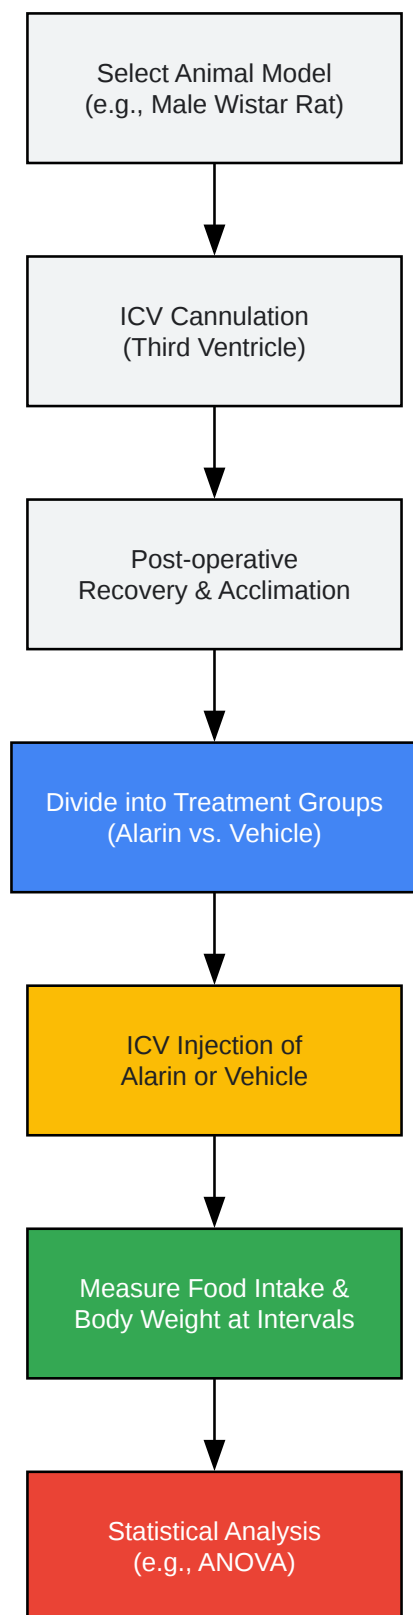 Select Animal Model
(e.g., Male Wistar Rat)
ICV Cannulation
(Third Ventricle)
Post-operative
Recovery & Acclimation
Divide into Treatment Groups
(Alarin vs. Vehicle)
ICV Injection of
Alarin or Vehicle
Measure Food Intake &
Body Weight at Intervals
Statistical Analysis
(e.g., ANOVA)